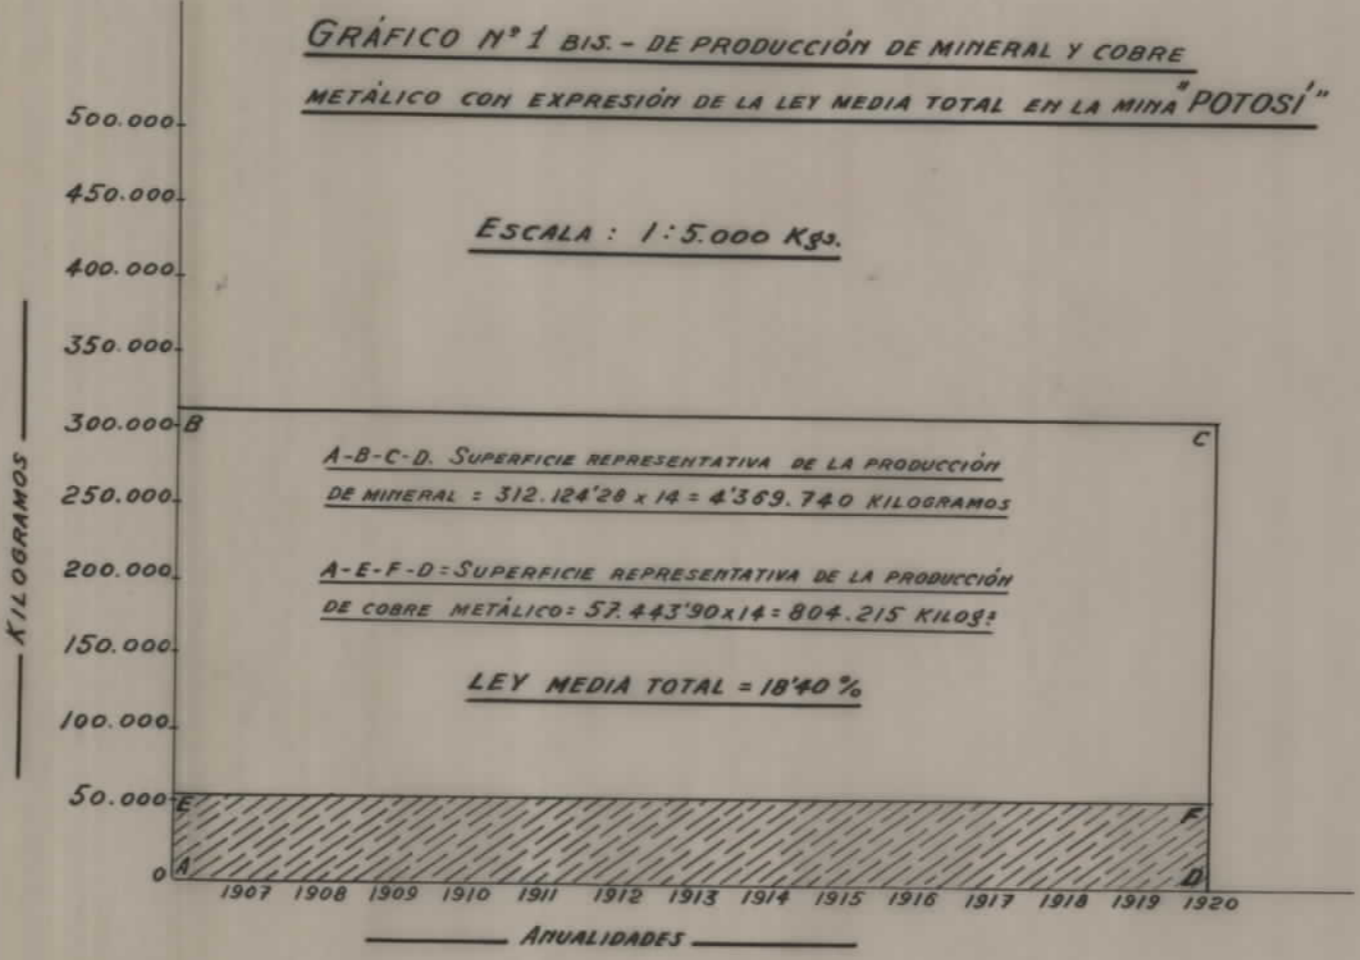 GRÁFICO Nº 1 BIS. - DE PRODUCCIÓN DE MINERAL Y COBRE
METÁLICO CON EXPRESIÓN DE LA LEY MEDIA TOTAL EN LA MINA "POTOSÍ"
ESCALA : 1:5.000 Kgs.
500.000
450.000
400.000
350.000
300.000
250.000
200.000
150.000
100.000
50.000
0
KILOGRAMOS
B
C
A-B-C-D. SUPERFICIE REPRESENTATIVA DE LA PRODUCCIÓN
DE MINERAL = 312.124'28 x 14 = 4'369.740 KILOGRAMOS
A-E-F-D = SUPERFICIE REPRESENTATIVA DE LA PRODUCCIÓN
DE COBRE METÁLICO = 57.443'90 x 14 = 804.215 KILOGS
LEY MEDIA TOTAL = 18'40 %
E
F
A
D
1907 1908 1909 1910 1911 1912 1913 1914 1915 1916 1917 1918 1919 1920
ANUALIDADES